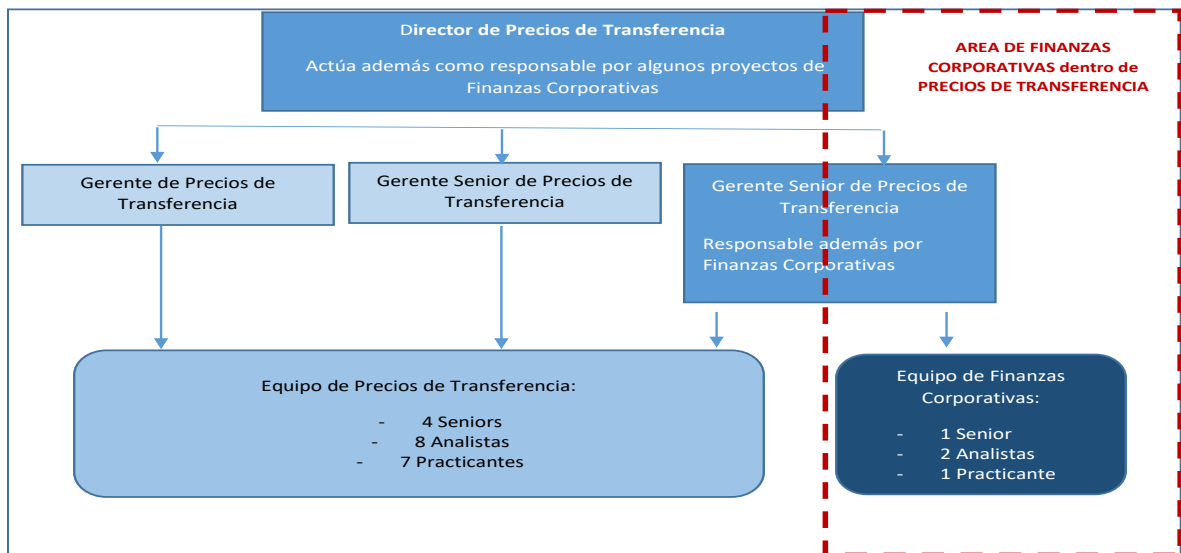 Director de Precios de Transferencia
Actúa además como responsable por algunos proyectos de
Finanzas Corporativas
AREA DE FINANZAS
CORPORATIVAS dentro de
PRECIOS DE TRANSFERENCIA
Gerente de Precios de
Transferencia
Gerente Senior de Precios de
Transferencia
Gerente Senior de Precios de
Transferencia
Responsable además por
Finanzas Corporativas
Equipo de Precios de Transferencia:
- 4 Seniors
- 8 Analistas
- 7 Practicantes
Equipo de Finanzas
Corporativas:
- 1 Senior
- 2 Analistas
- 1 Practicante